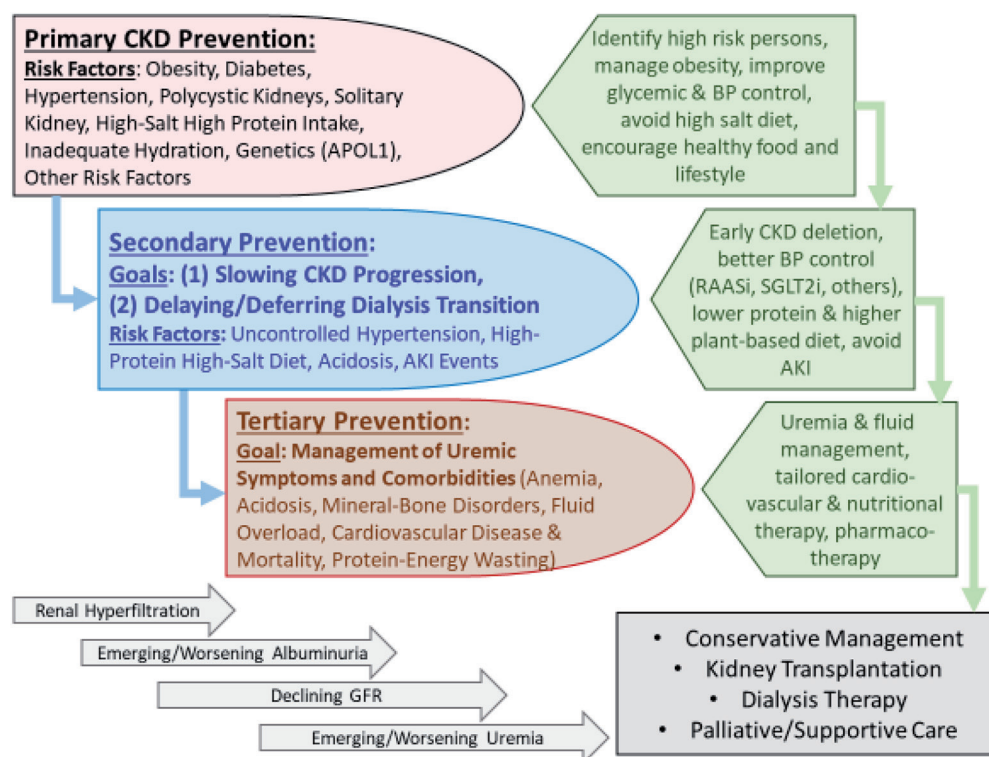 Primary CKD Prevention:
Risk Factors: Obesity, Diabetes,
Hypertension, Polycystic Kidneys, Solitary
Kidney, High-Salt High Protein Intake,
Inadequate Hydration, Genetics (APOL1),
Other Risk Factors
Identify high risk persons,
manage obesity, improve
glycemic & BP control,
avoid high salt diet,
encourage healthy food and
lifestyle
Secondary Prevention:
Goals: (1) Slowing CKD Progression,
(2) Delaying/Deferring Dialysis Transition
Risk Factors: Uncontrolled Hypertension, High-
Protein High-Salt Diet, Acidosis, AKI Events
Early CKD deletion,
better BP control
(RAASi, SGLT2i, others),
lower protein & higher
plant-based diet, avoid
AKI
Tertiary Prevention:
Goal: Management of Uremic
Symptoms and Comorbidities (Anemia,
Acidosis, Mineral-Bone Disorders, Fluid
Overload, Cardiovascular Disease &
Mortality, Protein-Energy Wasting)
Uremia & fluid
management,
tailored cardio-
vascular & nutritional
therapy, pharmaco-
therapy
Renal Hyperfiltration
Emerging/Worsening Albuminuria
Declining GFR
Emerging/Worsening Uremia
• Conservative Management
• Kidney Transplantation
• Dialysis Therapy
• Palliative/Supportive Care